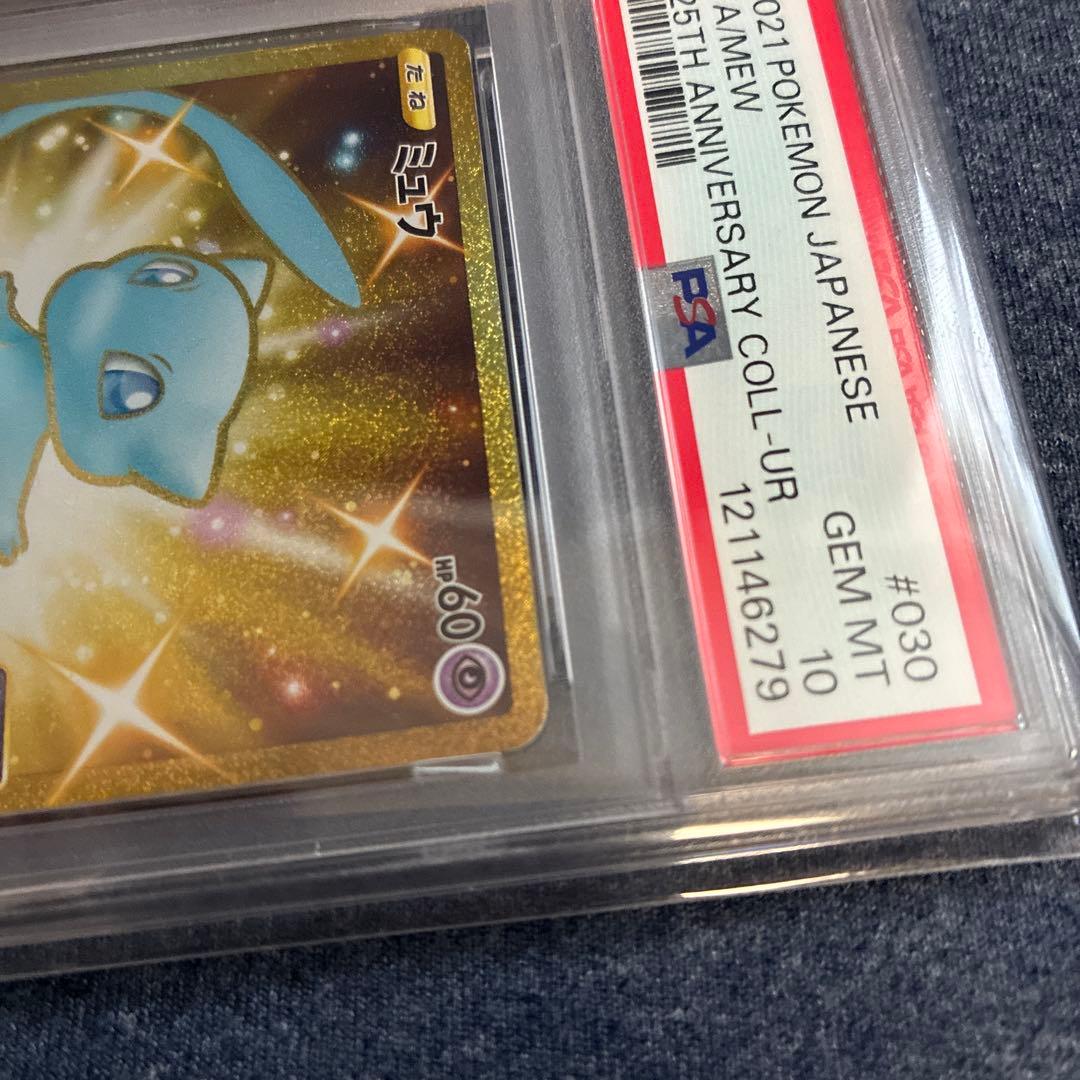 2021 POKEMON JAPANESE #030
FA/MEW GEM MT
25TH ANNIVERSARY COLL-UR 10
PSA 121146279
たね
ミュウ
HP60